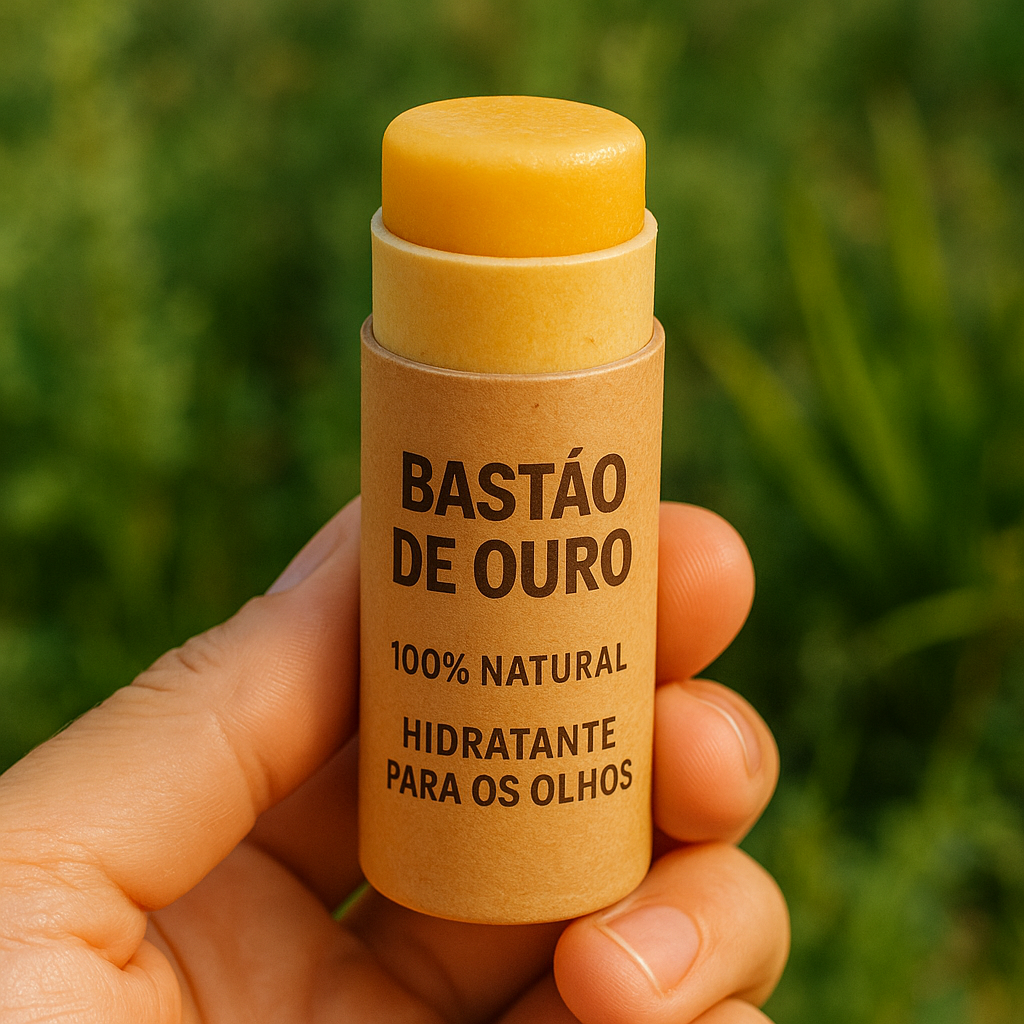 BASTÁO
DE OURO
100% NATURAL
HIDRATANTE
PARA OS OLHOS